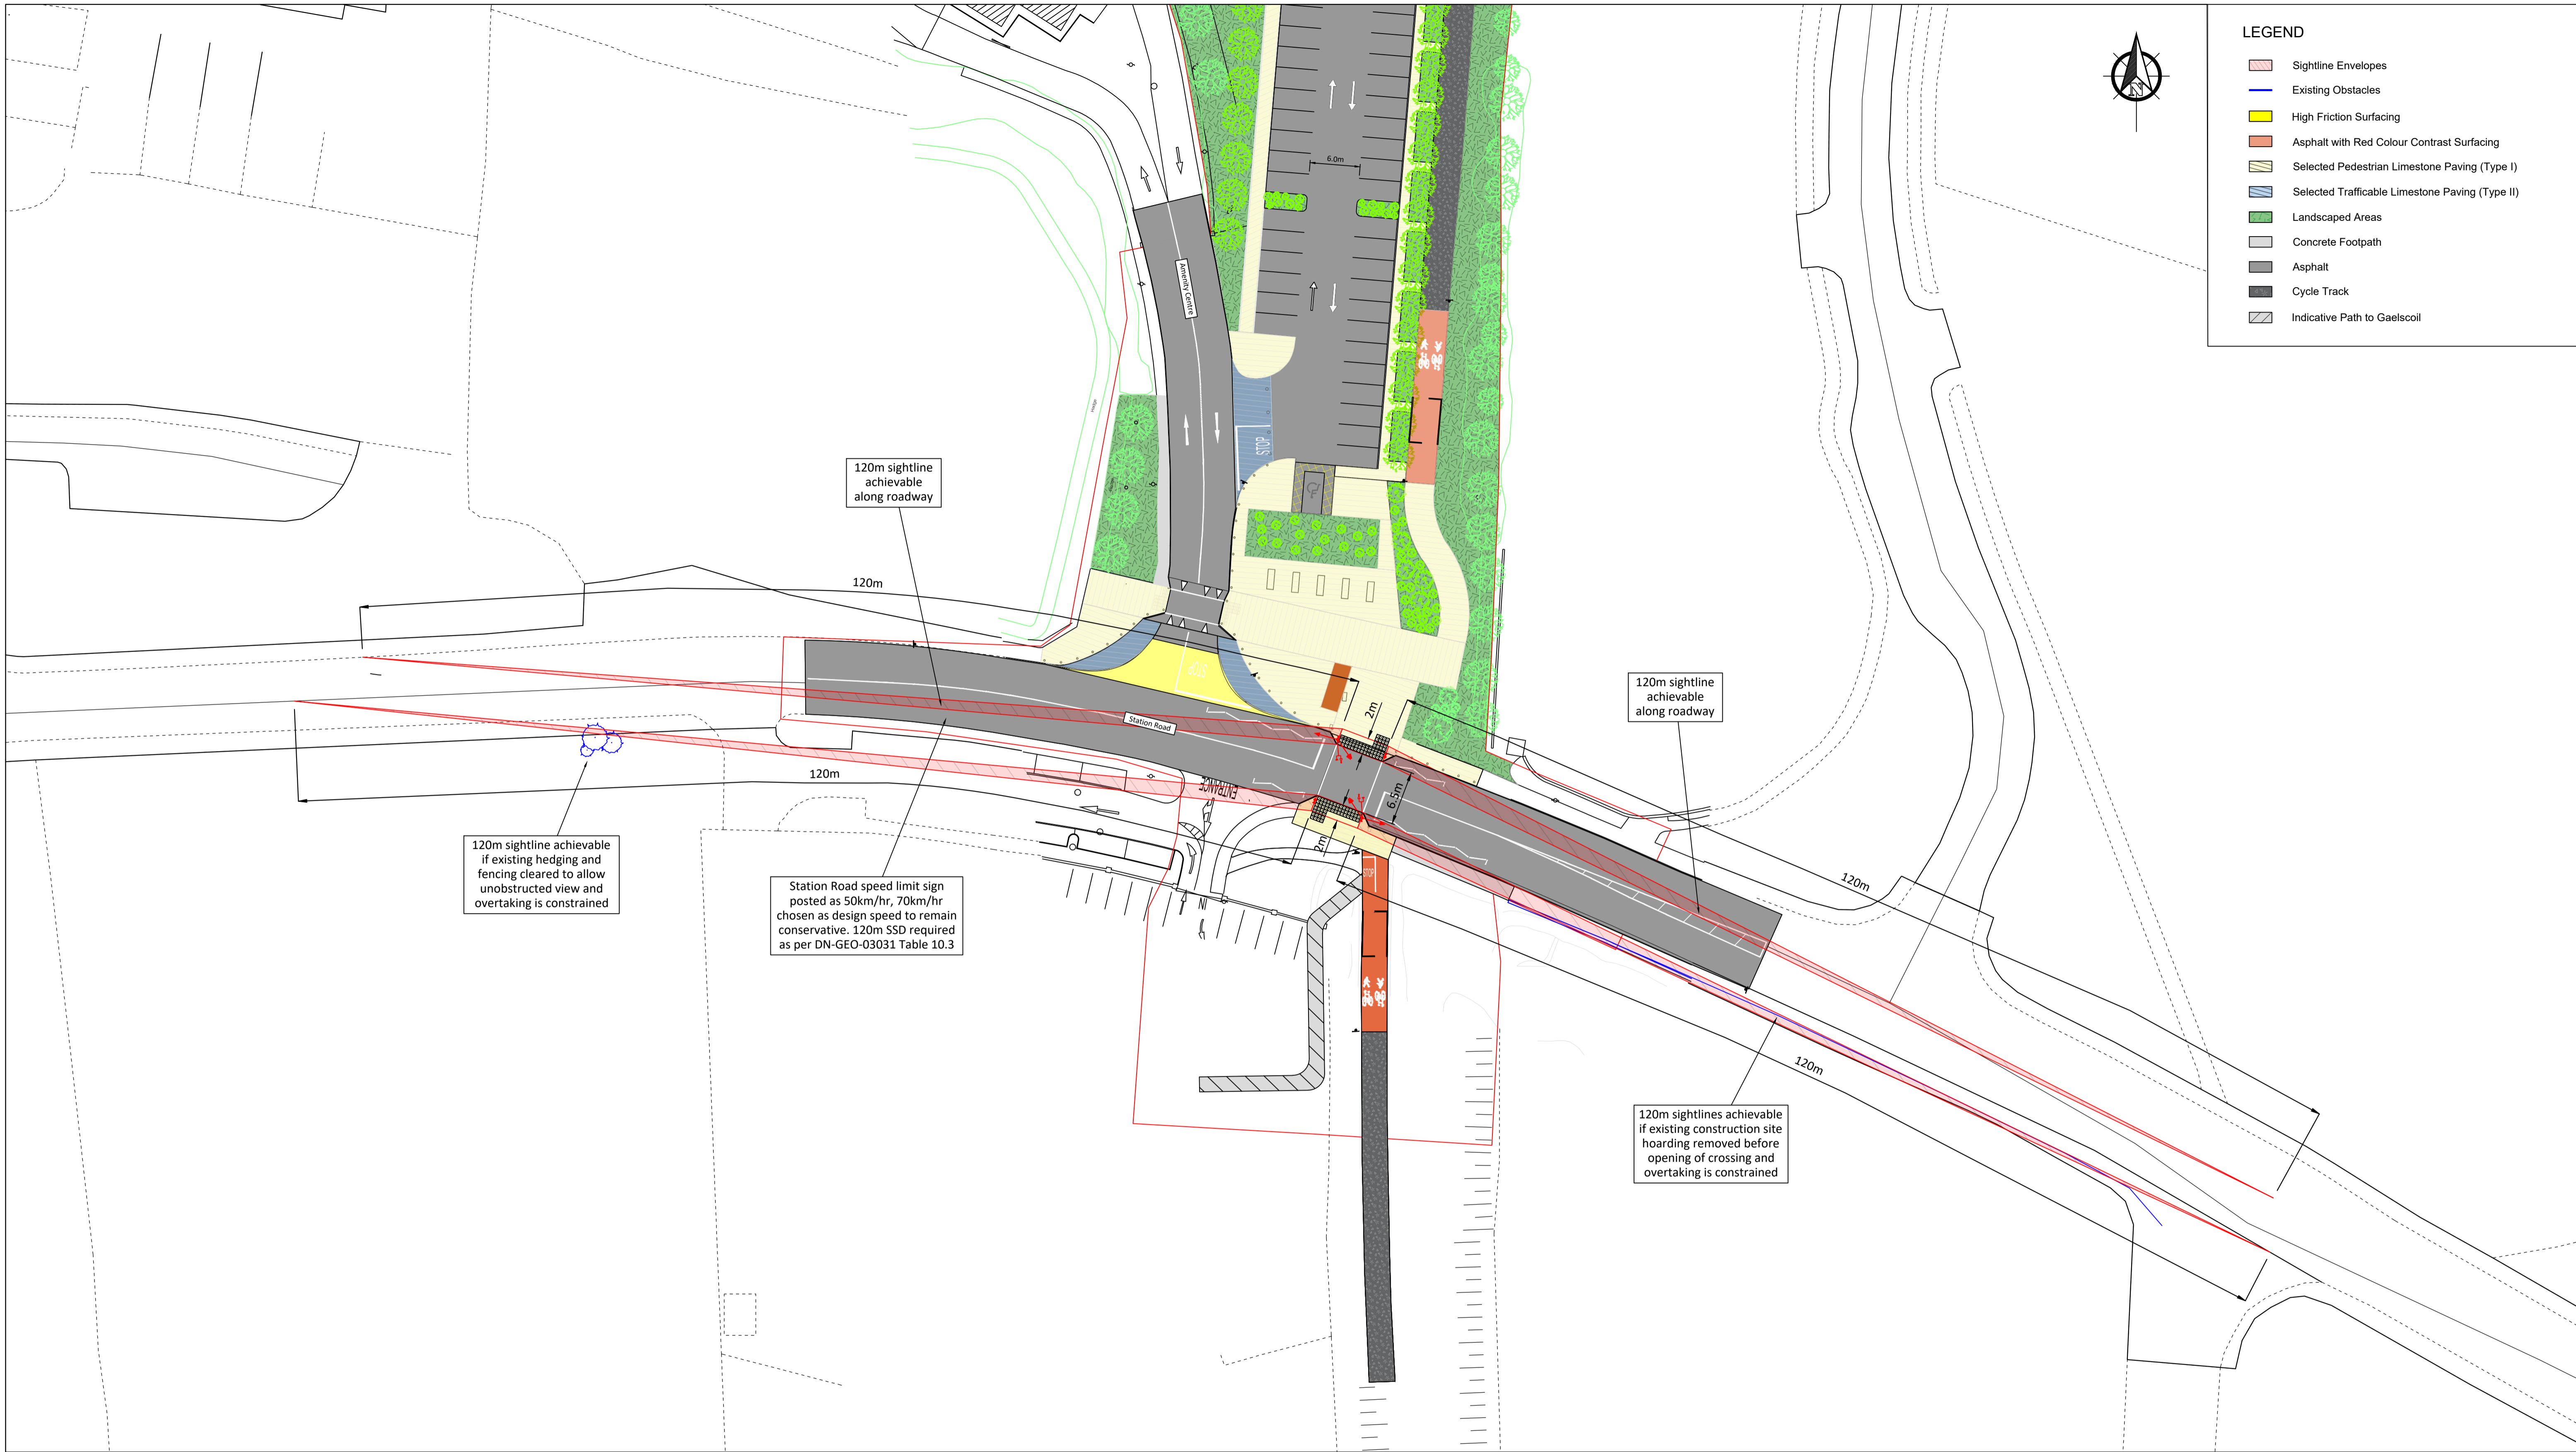 LEGEND
Sightline Envelopes
Existing Obstacles
High Friction Surfacing
Asphalt with Red Colour Contrast Surfacing
Selected Pedestrian Limestone Paving (Type I)
Selected Trafficable Limestone Paving (Type II)
Landscaped Areas
Concrete Footpath
Asphalt
Cycle Track
Indicative Path to Gaelscoil
N
6.0m
Amenity Centre
Hedge
STOP
120m sightline
achievable
along roadway
120m
120m sightline
achievable
along roadway
2m
Station Road
120m
ENTRANCE
6.5m
2m
120m
STOP
120m sightline achievable
if existing hedging and
fencing cleared to allow
unobstructed view and
overtaking is constrained
Station Road speed limit sign
posted as 50km/hr, 70km/hr
chosen as design speed to remain
conservative. 120m SSD required
as per DN-GEO-03031 Table 10.3
IN
120m
120m sightlines achievable
if existing construction site
hoarding removed before
opening of crossing and
overtaking is constrained